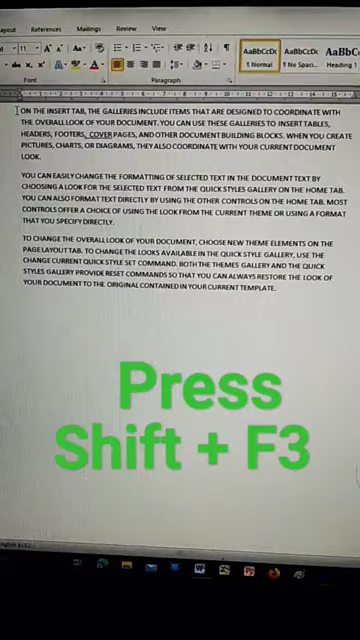 Layout References Mailings Review View
11
AaBbCcDc AaBbCcDc AaBbC
¶ Normal ¶ No Spaci... Heading 1
Font Paragraph
ON THE INSERT TAB, THE GALLERIES INCLUDE ITEMS THAT ARE DESIGNED TO COORDINATE WITH
THE OVERALL LOOK OF YOUR DOCUMENT. YOU CAN USE THESE GALLERIES TO INSERT TABLES,
HEADERS, FOOTERS, COVER PAGES, AND OTHER DOCUMENT BUILDING BLOCKS. WHEN YOU CREATE
PICTURES, CHARTS, OR DIAGRAMS, THEY ALSO COORDINATE WITH YOUR CURRENT DOCUMENT
LOOK.
YOU CAN EASILY CHANGE THE FORMATTING OF SELECTED TEXT IN THE DOCUMENT TEXT BY
CHOOSING A LOOK FOR THE SELECTED TEXT FROM THE QUICK STYLES GALLERY ON THE HOME TAB.
YOU CAN ALSO FORMAT TEXT DIRECTLY BY USING THE OTHER CONTROLS ON THE HOME TAB. MOST
CONTROLS OFFER A CHOICE OF USING THE LOOK FROM THE CURRENT THEME OR USING A FORMAT
THAT YOU SPECIFY DIRECTLY.
TO CHANGE THE OVERALL LOOK OF YOUR DOCUMENT, CHOOSE NEW THEME ELEMENTS ON THE
PAGE LAYOUT TAB. TO CHANGE THE LOOKS AVAILABLE IN THE QUICK STYLE GALLERY, USE THE
CHANGE CURRENT QUICK STYLE SET COMMAND. BOTH THE THEMES GALLERY AND THE QUICK
STYLES GALLERY PROVIDE RESET COMMANDS SO THAT YOU CAN ALWAYS RESTORE THE LOOK OF
YOUR DOCUMENT TO THE ORIGINAL CONTAINED IN YOUR CURRENT TEMPLATE.
Press
Shift + F3